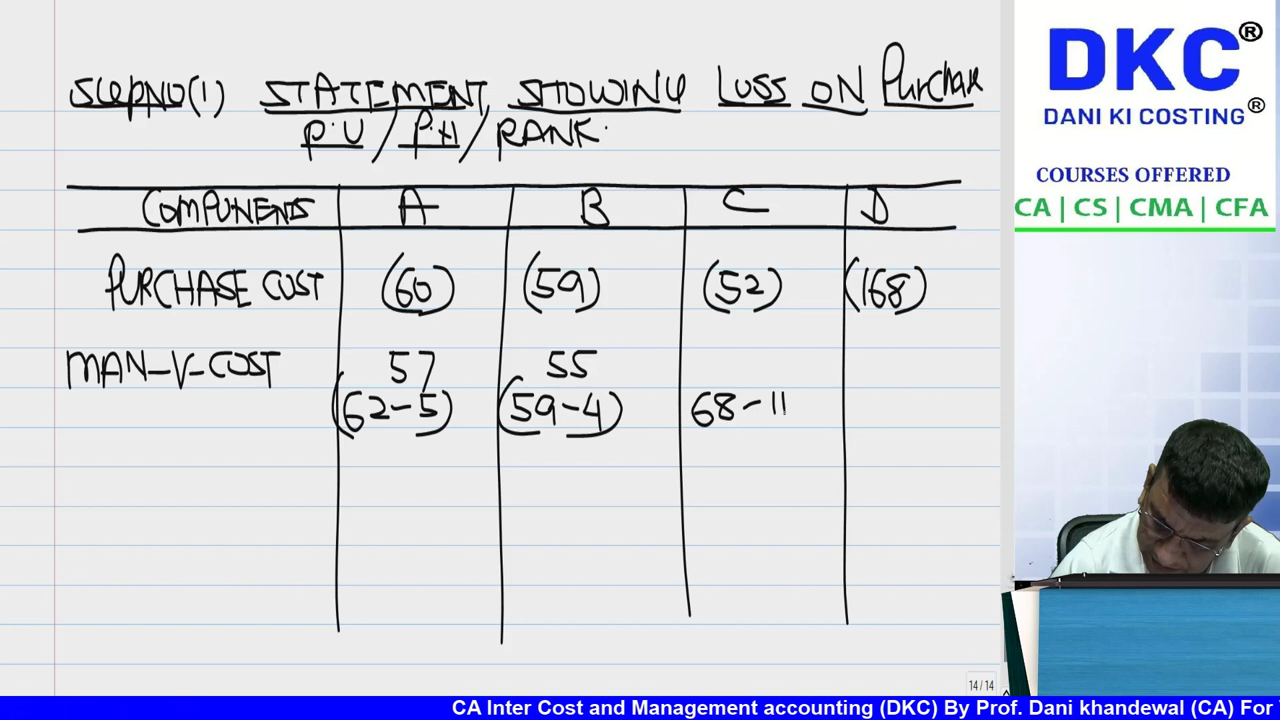 StepNO(1) STATEMENT SHOWING LOSS ON Purchase
P.U / P.H / RANK.
COMPONENTS A B C D
PURCHASE COST (60) (59) (52) (168)
MAN-V-COST 57 55
(62-5) (59-4) 68-11
14/14
DKC®
DANI KI COSTING®
COURSES OFFERED
CA | CS | CMA | CFA
CA Inter Cost and Management accounting (DKC) By Prof. Dani khandewal (CA) For